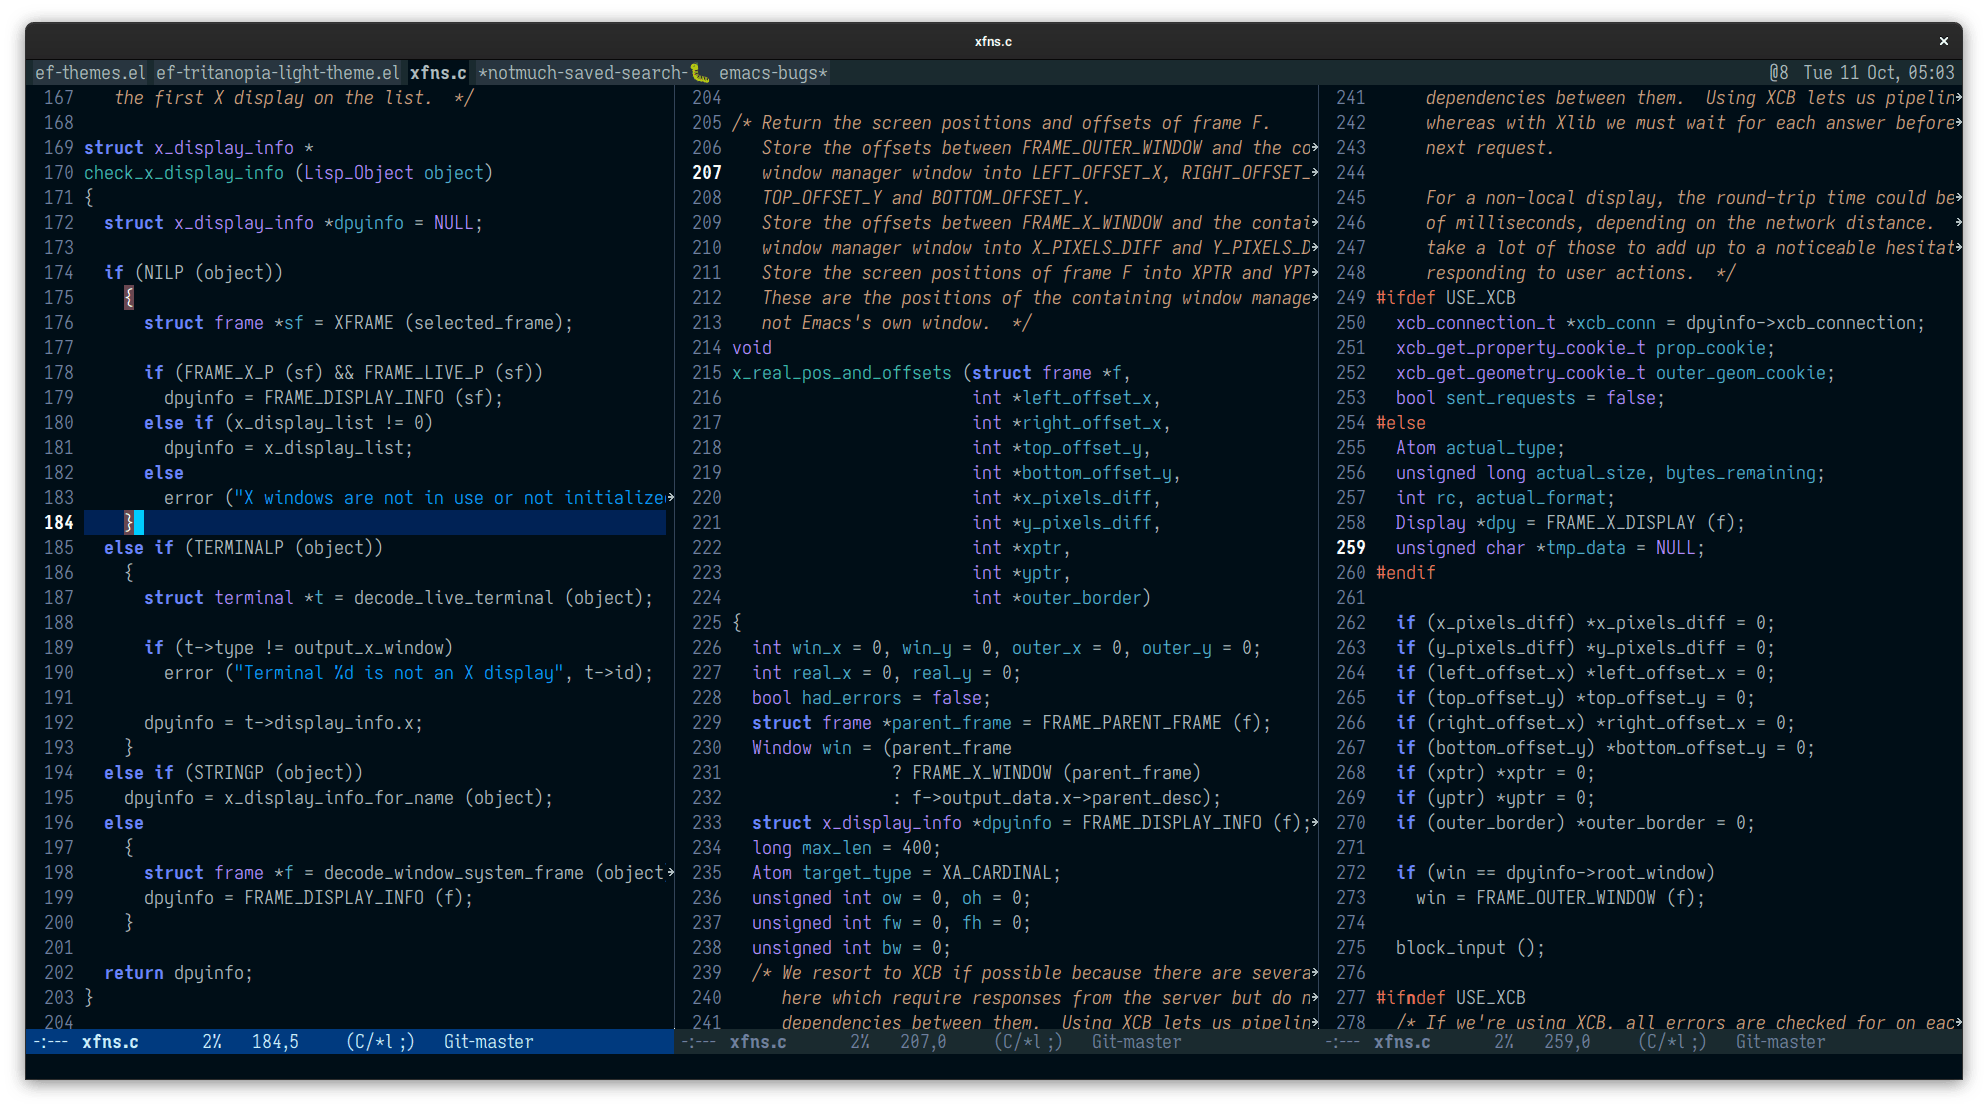 xfns.c ×
ef-themes.el ef-tritanopia-light-theme.el xfns.c *notmuch-saved-search-🐛 emacs-bugs* @8 Tue 11 Oct, 05:03
167    the first X display on the list.  */
168
169 struct x_display_info *
170 check_x_display_info (Lisp_Object object)
171 {
172   struct x_display_info *dpyinfo = NULL;
173
174   if (NILP (object))
175     {
176       struct frame *sf = XFRAME (selected_frame);
177
178       if (FRAME_X_P (sf) && FRAME_LIVE_P (sf))
179         dpyinfo = FRAME_DISPLAY_INFO (sf);
180       else if (x_display_list != 0)
181         dpyinfo = x_display_list;
182       else
183         error ("X windows are not in use or not initialize
184     }
185   else if (TERMINALP (object))
186     {
187       struct terminal *t = decode_live_terminal (object);
188
189       if (t->type != output_x_window)
190         error ("Terminal %d is not an X display", t->id);
191
192       dpyinfo = t->display_info.x;
193     }
194   else if (STRINGP (object))
195     dpyinfo = x_display_info_for_name (object);
196   else
197     {
198       struct frame *f = decode_window_system_frame (object
199       dpyinfo = FRAME_DISPLAY_INFO (f);
200     }
201
202   return dpyinfo;
203 }
204
-:--- xfns.c 2% 184,5 (C/*l ;) Git-master
204
205 /* Return the screen positions and offsets of frame F.
206    Store the offsets between FRAME_OUTER_WINDOW and the co
207    window manager window into LEFT_OFFSET_X, RIGHT_OFFSET_
208    TOP_OFFSET_Y and BOTTOM_OFFSET_Y.
209    Store the offsets between FRAME_X_WINDOW and the contai
210    window manager window into X_PIXELS_DIFF and Y_PIXELS_D
211    Store the screen positions of frame F into XPTR and YPT
212    These are the positions of the containing window manage
213    not Emacs's own window.  */
214 void
215 x_real_pos_and_offsets (struct frame *f,
216                         int *left_offset_x,
217                         int *right_offset_x,
218                         int *top_offset_y,
219                         int *bottom_offset_y,
220                         int *x_pixels_diff,
221                         int *y_pixels_diff,
222                         int *xptr,
223                         int *yptr,
224                         int *outer_border)
225 {
226   int win_x = 0, win_y = 0, outer_x = 0, outer_y = 0;
227   int real_x = 0, real_y = 0;
228   bool had_errors = false;
229   struct frame *parent_frame = FRAME_PARENT_FRAME (f);
230   Window win = (parent_frame
231                 ? FRAME_X_WINDOW (parent_frame)
232                 : f->output_data.x->parent_desc);
233   struct x_display_info *dpyinfo = FRAME_DISPLAY_INFO (f);
234   long max_len = 400;
235   Atom target_type = XA_CARDINAL;
236   unsigned int ow = 0, oh = 0;
237   unsigned int fw = 0, fh = 0;
238   unsigned int bw = 0;
239   /* We resort to XCB if possible because there are severa
240      here which require responses from the server but do n
241      dependencies between them.  Using XCB lets us pipelin
-:--- xfns.c 2% 207,0 (C/*l ;) Git-master
241      dependencies between them.  Using XCB lets us pipelin
242      whereas with Xlib we must wait for each answer before
243      next request.
244
245      For a non-local display, the round-trip time could be
246      of milliseconds, depending on the network distance.
247      take a lot of those to add up to a noticeable hesitat
248      responding to user actions.  */
249 #ifdef USE_XCB
250   xcb_connection_t *xcb_conn = dpyinfo->xcb_connection;
251   xcb_get_property_cookie_t prop_cookie;
252   xcb_get_geometry_cookie_t outer_geom_cookie;
253   bool sent_requests = false;
254 #else
255   Atom actual_type;
256   unsigned long actual_size, bytes_remaining;
257   int rc, actual_format;
258   Display *dpy = FRAME_X_DISPLAY (f);
259   unsigned char *tmp_data = NULL;
260 #endif
261
262   if (x_pixels_diff) *x_pixels_diff = 0;
263   if (y_pixels_diff) *y_pixels_diff = 0;
264   if (left_offset_x) *left_offset_x = 0;
265   if (top_offset_y) *top_offset_y = 0;
266   if (right_offset_x) *right_offset_x = 0;
267   if (bottom_offset_y) *bottom_offset_y = 0;
268   if (xptr) *xptr = 0;
269   if (yptr) *yptr = 0;
270   if (outer_border) *outer_border = 0;
271
272   if (win == dpyinfo->root_window)
273     win = FRAME_OUTER_WINDOW (f);
274
275   block_input ();
276
277 #ifndef USE_XCB
278   /* If we're using XCB, all errors are checked for on eac
-:--- xfns.c 2% 259,0 (C/*l ;) Git-master